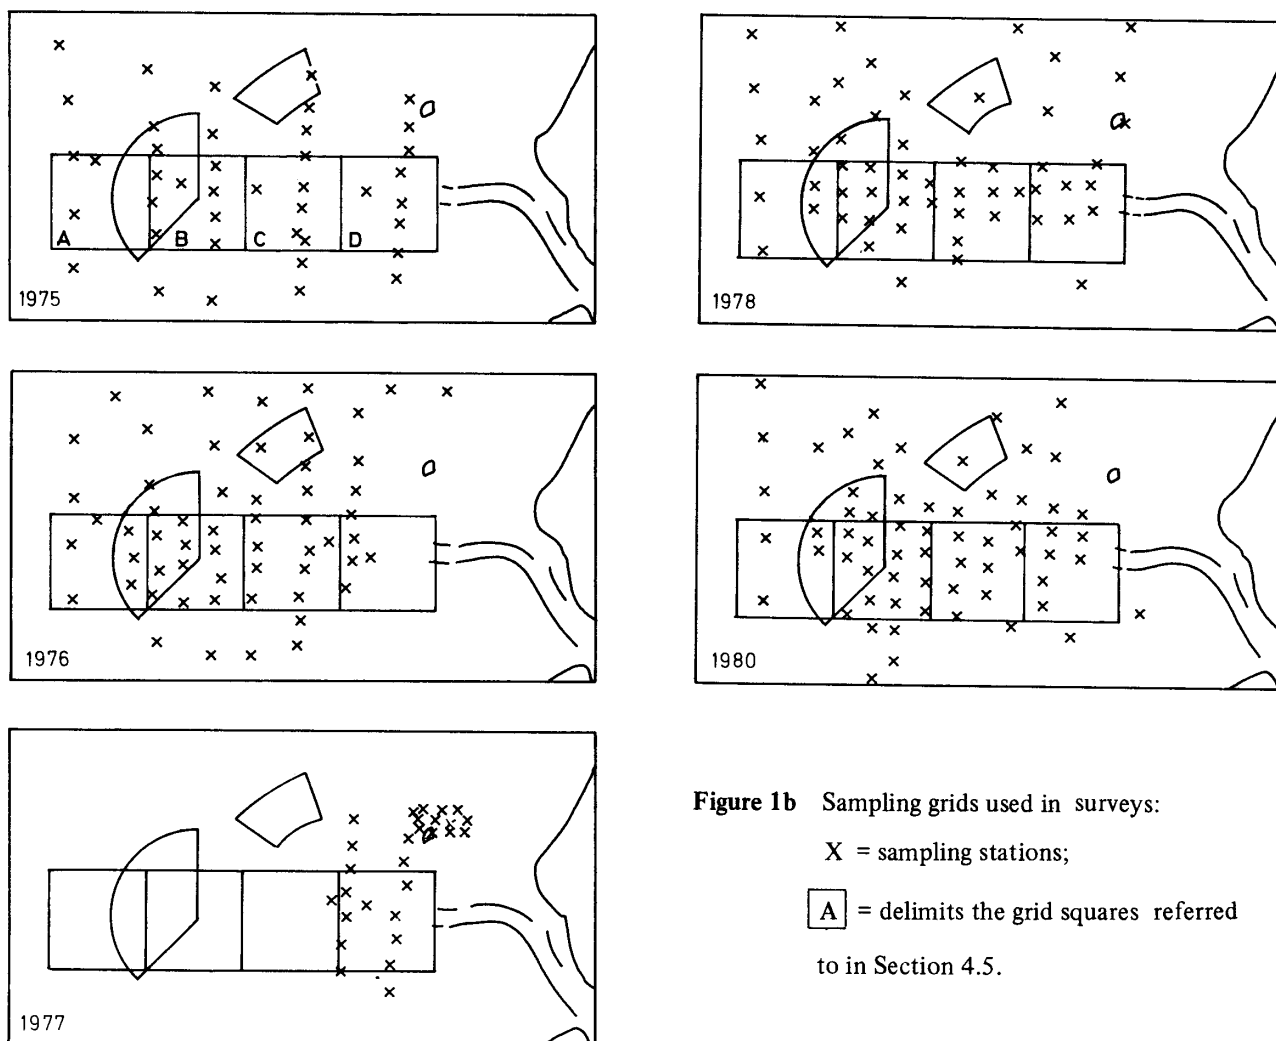 A B C D
1975
1978
1976
1980
1977
Figure 1b Sampling grids used in surveys:
X = sampling stations;
A = delimits the grid squares referred
to in Section 4.5.